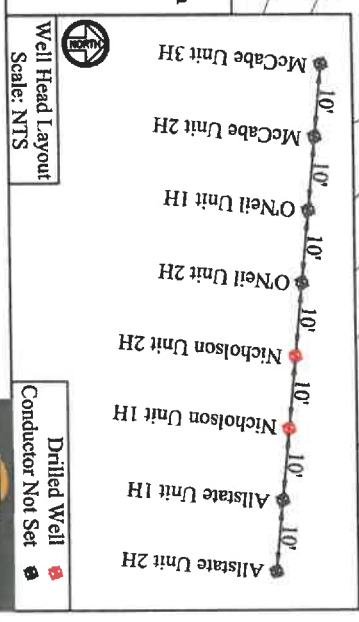 McCabe Unit 3H
10'
McCabe Unit 2H
10'
O'Neil Unit 1H
10'
O'Neil Unit 2H
10'
Nicholson Unit 2H
10'
Nicholson Unit 1H
10'
Allstate Unit 1H
10'
Allstate Unit 2H
NORTH
Well Head Layout
Scale: NTS
Drilled Well
Conductor Not Set